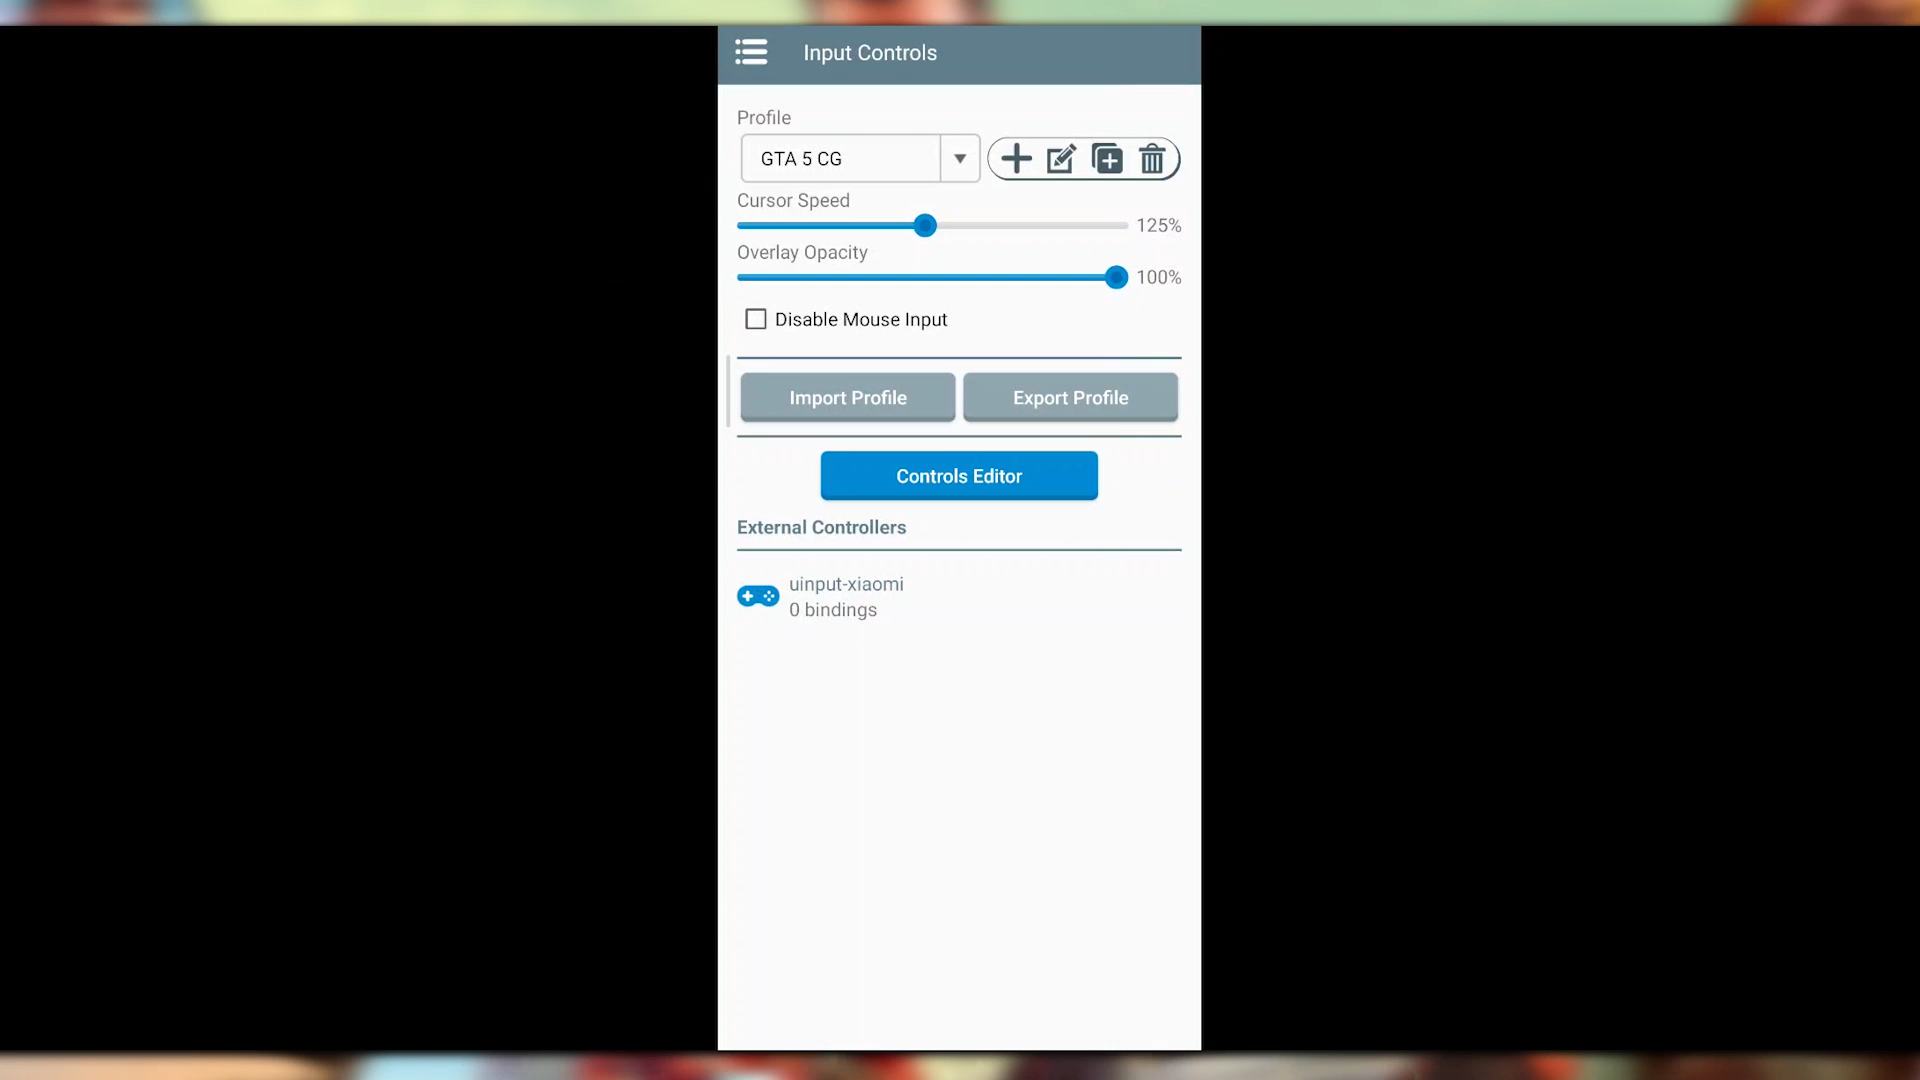 Input Controls
Profile
GTA 5 CG
Cursor Speed
125%
Overlay Opacity
100%
Disable Mouse Input
Import Profile
Export Profile
Controls Editor
External Controllers
uinput-xiaomi
0 bindings